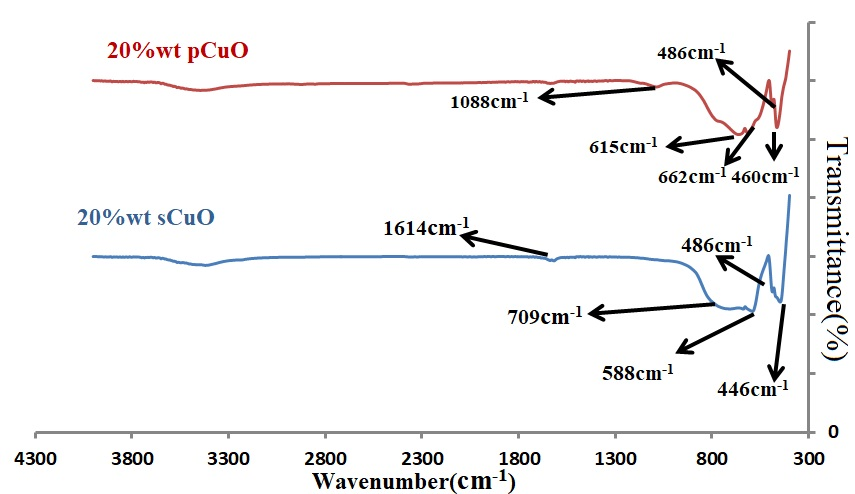 20%wt pCuO
486cm-1
1088cm-1
615cm-1
662cm-1 460cm-1
20%wt sCuO
1614cm-1
486cm-1
709cm-1
588cm-1
446cm-1
Transmittance(%)
0
4300 3800 3300 2800 2300 1800 1300 800 300
Wavenumber(cm-1)